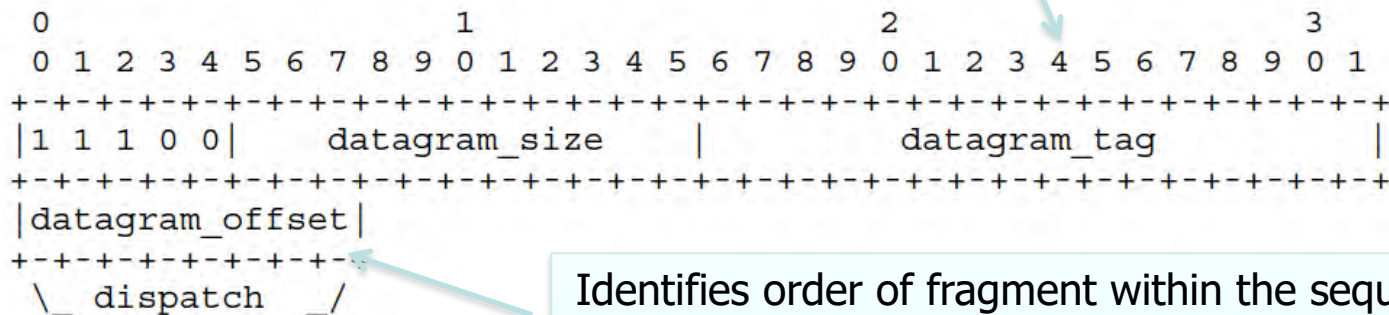 0                   1                   2                   3
0 1 2 3 4 5 6 7 8 9 0 1 2 3 4 5 6 7 8 9 0 1 2 3 4 5 6 7 8 9 0 1
+-+-+-+-+-+-+-+-+-+-+-+-+-+-+-+-+-+-+-+-+-+-+-+-+-+-+-+-+-+-+-+-+
|1 1 1 0 0|    datagram_size    |         datagram_tag          |
+-+-+-+-+-+-+-+-+-+-+-+-+-+-+-+-+-+-+-+-+-+-+-+-+-+-+-+-+-+-+-+-+
|datagram_offset|
+-+-+-+-+-+-+-+-+
\_ dispatch _/
Identifies order of fragment within the